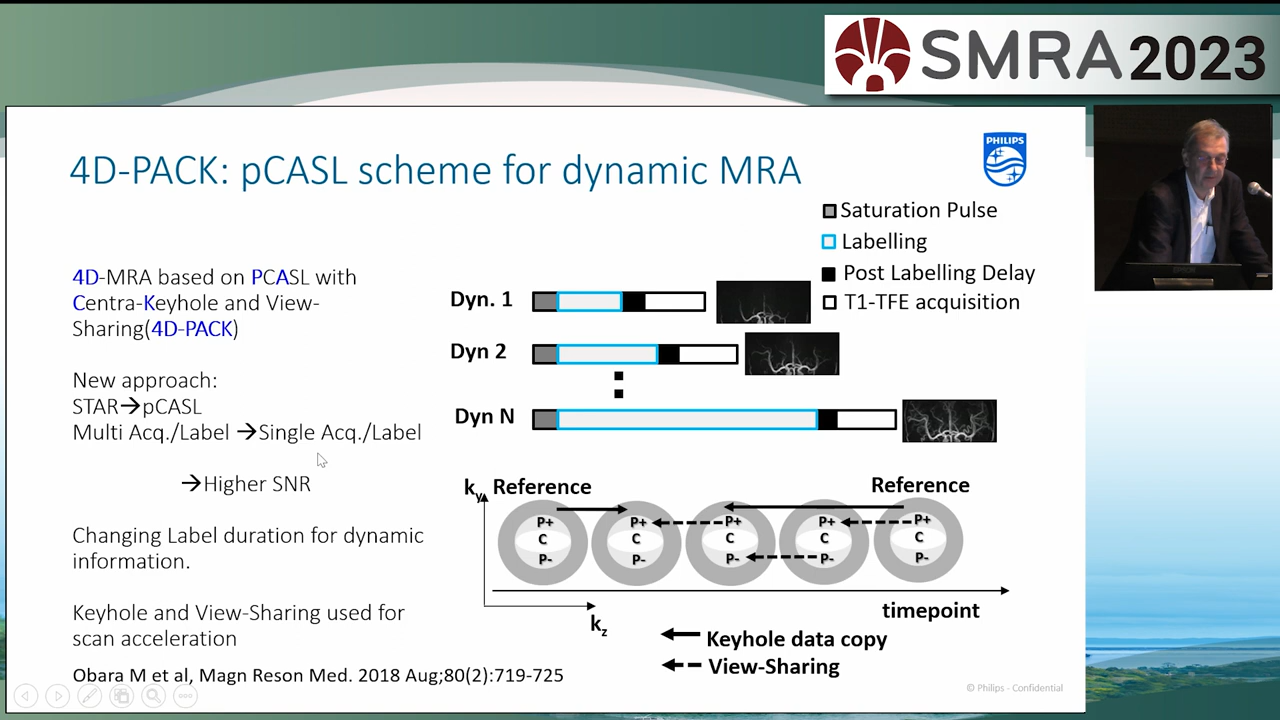 SMRA 2023
4D-PACK: pCASL scheme for dynamic MRA
PHILIPS
Saturation Pulse
Labelling
Post Labelling Delay
T1-TFE acquisition
4D-MRA based on PCASL with
Centra-Keyhole and View-
Sharing(4D-PACK)
New approach:
STAR→pCASL
Multi Acq./Label →Single Acq./Label
→Higher SNR
Changing Label duration for dynamic
information.
Keyhole and View-Sharing used for
scan acceleration
Obara M et al, Magn Reson Med. 2018 Aug;80(2):719-725
Dyn. 1
Dyn 2
Dyn N
ky
Reference
Reference
P+ P+ P+ P+ P+
C C C C C
P- P- P- P- P-
timepoint
kz
Keyhole data copy
View-Sharing
© Philips - Confidential